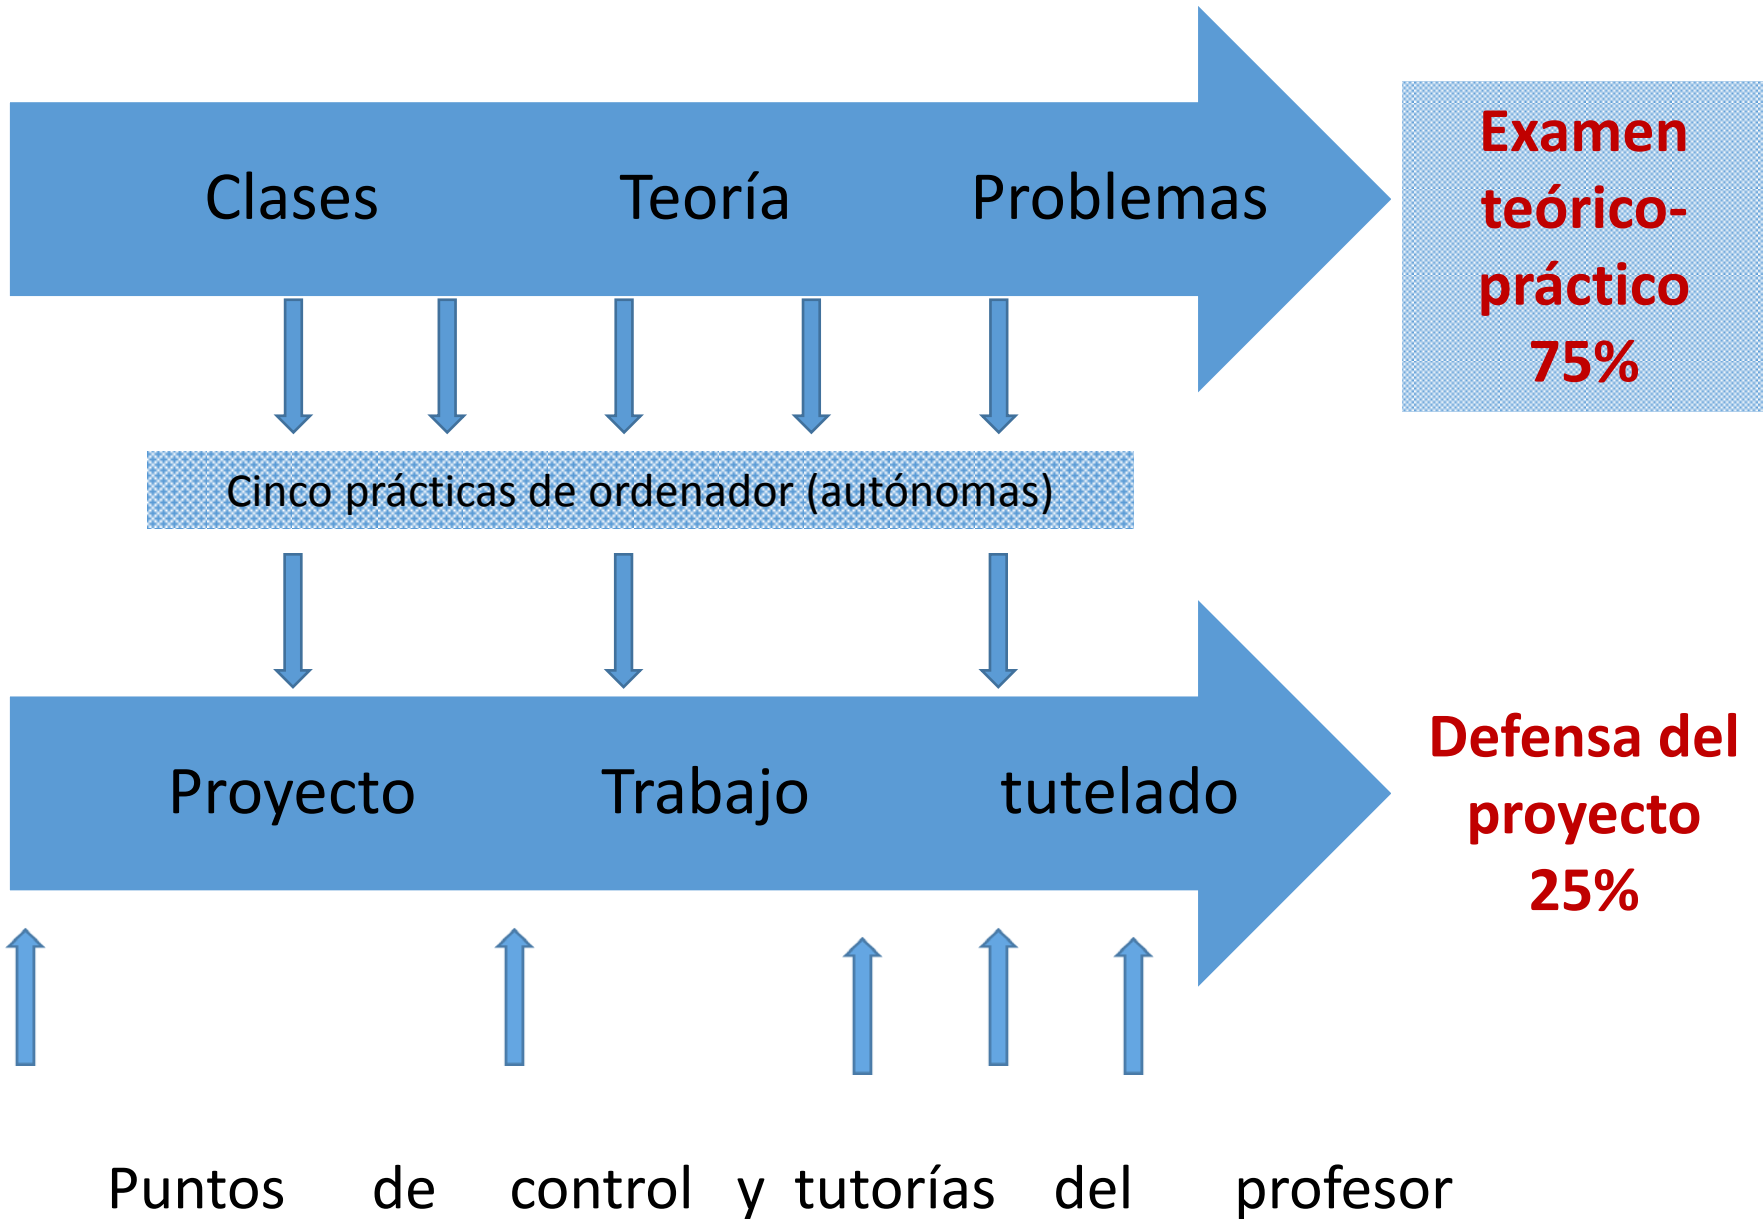 Clases Teoría Problemas
Examen
teórico-
práctico
75%
Cinco prácticas de ordenador (autónomas)
Proyecto Trabajo tutelado
Defensa del
proyecto
25%
Puntos de control y tutorías del profesor